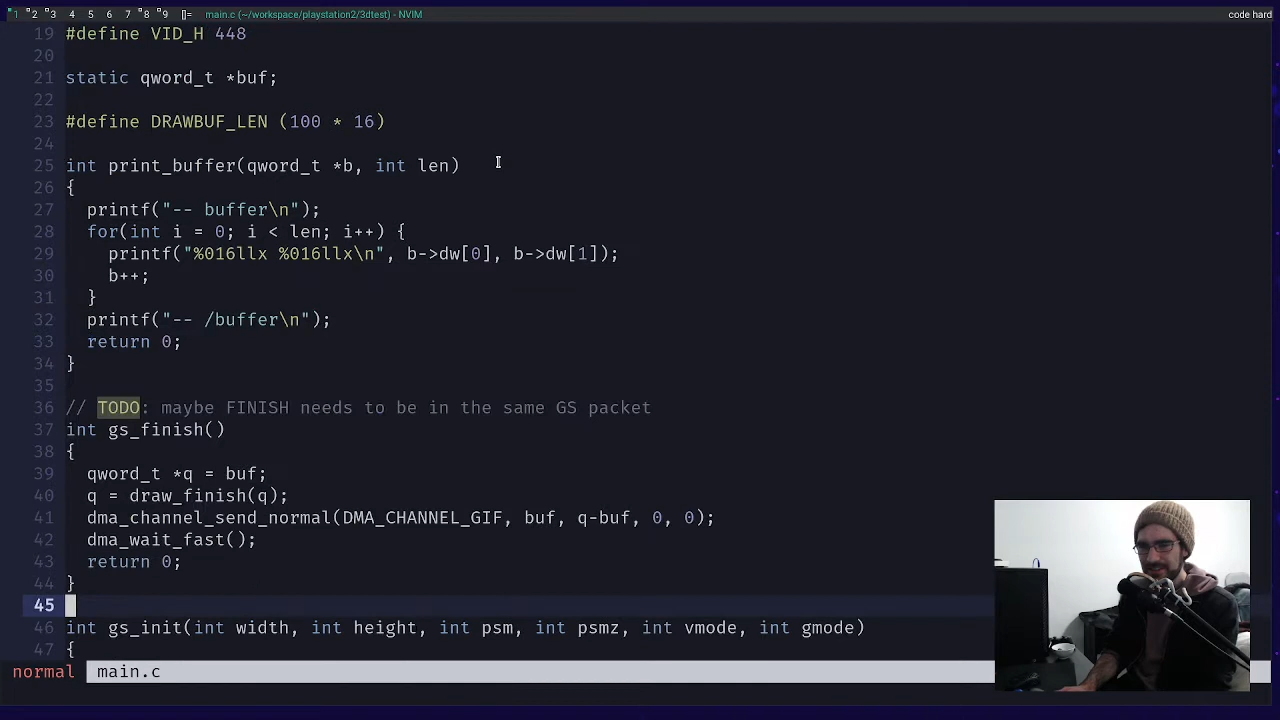 1 2 3 4 5 6 7 8 9 []= main.c (~/workspace/playstation2/3dtest) - NVIM code hard
19 #define VID_H 448
20
21 static qword_t *buf;
22
23 #define DRAWBUF_LEN (100 * 16)
24
25 int print_buffer(qword_t *b, int len)
26 {
27 printf("-- buffer\n");
28 for(int i = 0; i < len; i++) {
29 printf("%016llx %016llx\n", b->dw[0], b->dw[1]);
30 b++;
31 }
32 printf("-- /buffer\n");
33 return 0;
34 }
35
36 // TODO: maybe FINISH needs to be in the same GS packet
37 int gs_finish()
38 {
39 qword_t *q = buf;
40 q = draw_finish(q);
41 dma_channel_send_normal(DMA_CHANNEL_GIF, buf, q-buf, 0, 0);
42 dma_wait_fast();
43 return 0;
44 }
45
46 int gs_init(int width, int height, int psm, int psmz, int vmode, int gmode)
47 {
normal main.c